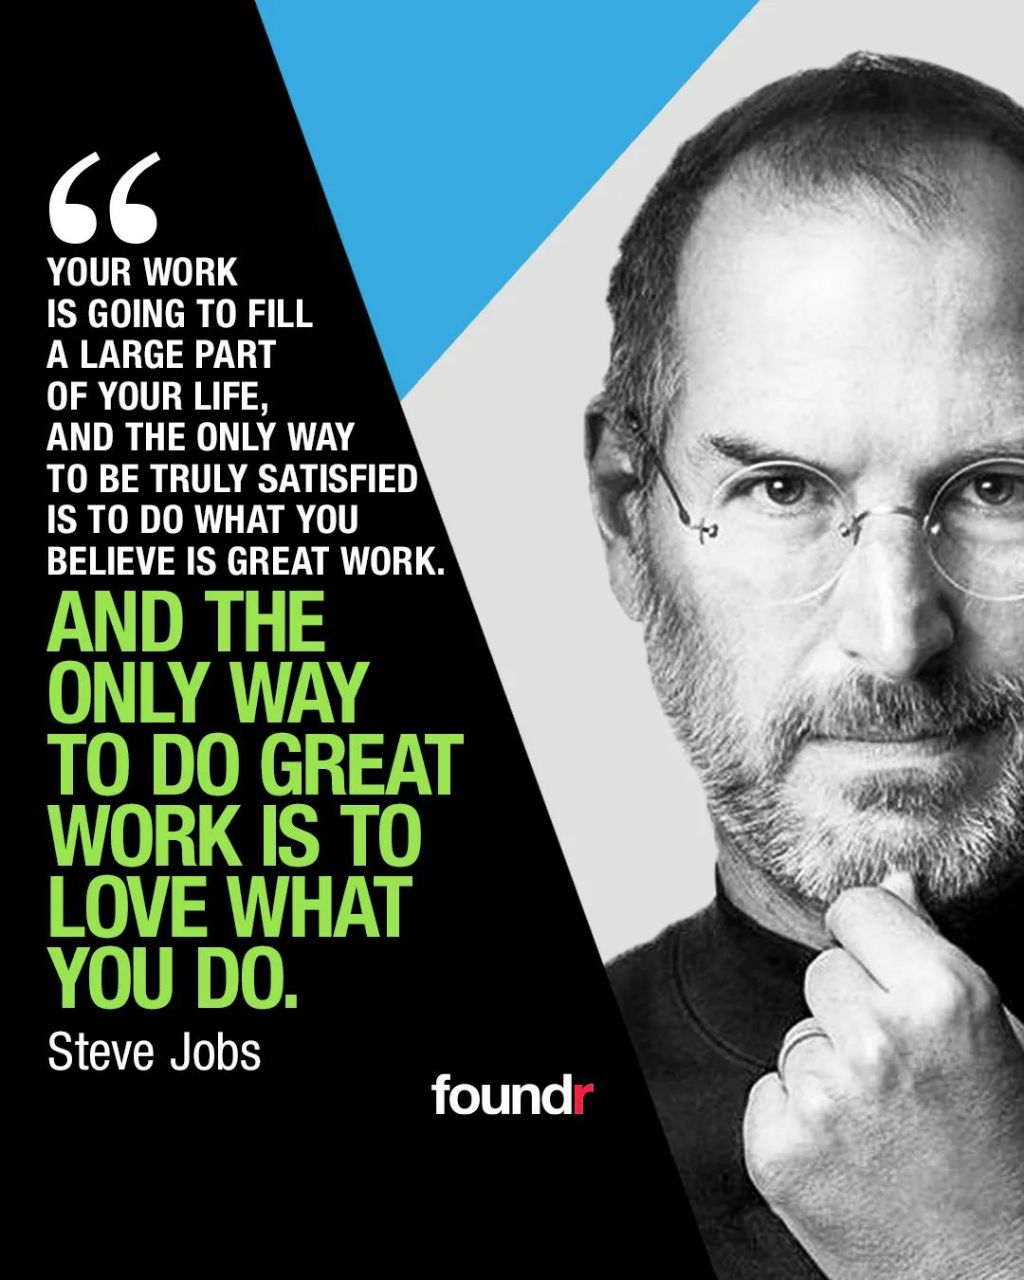 “
YOUR WORK
IS GOING TO FILL
A LARGE PART
OF YOUR LIFE,
AND THE ONLY WAY
TO BE TRULY SATISFIED
IS TO DO WHAT YOU
BELIEVE IS GREAT WORK.
AND THE
ONLY WAY
TO DO GREAT
WORK IS TO
LOVE WHAT
YOU DO.
Steve Jobs
foundr